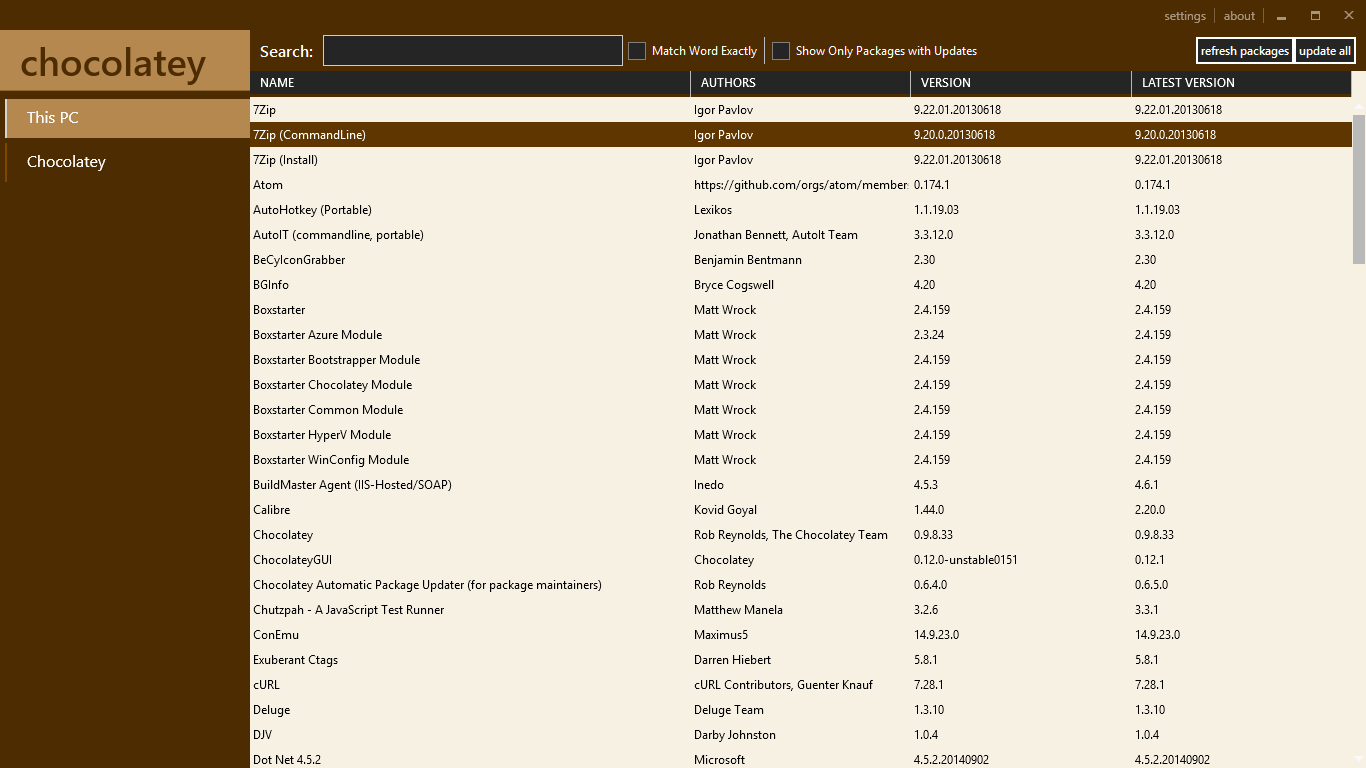 settings about
chocolatey
Search: Match Word Exactly Show Only Packages with Updates refresh packages update all
This PC
Chocolatey
NAME AUTHORS VERSION LATEST VERSION
7Zip Igor Pavlov 9.22.01.20130618 9.22.01.20130618
7Zip (CommandLine) Igor Pavlov 9.20.0.20130618 9.20.0.20130618
7Zip (Install) Igor Pavlov 9.22.01.20130618 9.22.01.20130618
Atom https://github.com/orgs/atom/member 0.174.1 0.174.1
AutoHotkey (Portable) Lexikos 1.1.19.03 1.1.19.03
AutoIT (commandline, portable) Jonathan Bennett, AutoIt Team 3.3.12.0 3.3.12.0
BeCyIconGrabber Benjamin Bentmann 2.30 2.30
BGInfo Bryce Cogswell 4.20 4.20
Boxstarter Matt Wrock 2.4.159 2.4.159
Boxstarter Azure Module Matt Wrock 2.3.24 2.4.159
Boxstarter Bootstrapper Module Matt Wrock 2.4.159 2.4.159
Boxstarter Chocolatey Module Matt Wrock 2.4.159 2.4.159
Boxstarter Common Module Matt Wrock 2.4.159 2.4.159
Boxstarter HyperV Module Matt Wrock 2.4.159 2.4.159
Boxstarter WinConfig Module Matt Wrock 2.4.159 2.4.159
BuildMaster Agent (IIS-Hosted/SOAP) Inedo 4.5.3 4.6.1
Calibre Kovid Goyal 1.44.0 2.20.0
Chocolatey Rob Reynolds, The Chocolatey Team 0.9.8.33 0.9.8.33
ChocolateyGUI Chocolatey 0.12.0-unstable0151 0.12.1
Chocolatey Automatic Package Updater (for package maintainers) Rob Reynolds 0.6.4.0 0.6.5.0
Chutzpah - A JavaScript Test Runner Matthew Manela 3.2.6 3.3.1
ConEmu Maximus5 14.9.23.0 14.9.23.0
Exuberant Ctags Darren Hiebert 5.8.1 5.8.1
cURL cURL Contributors, Guenter Knauf 7.28.1 7.28.1
Deluge Deluge Team 1.3.10 1.3.10
DJV Darby Johnston 1.0.4 1.0.4
Dot Net 4.5.2 Microsoft 4.5.2.20140902 4.5.2.20140902